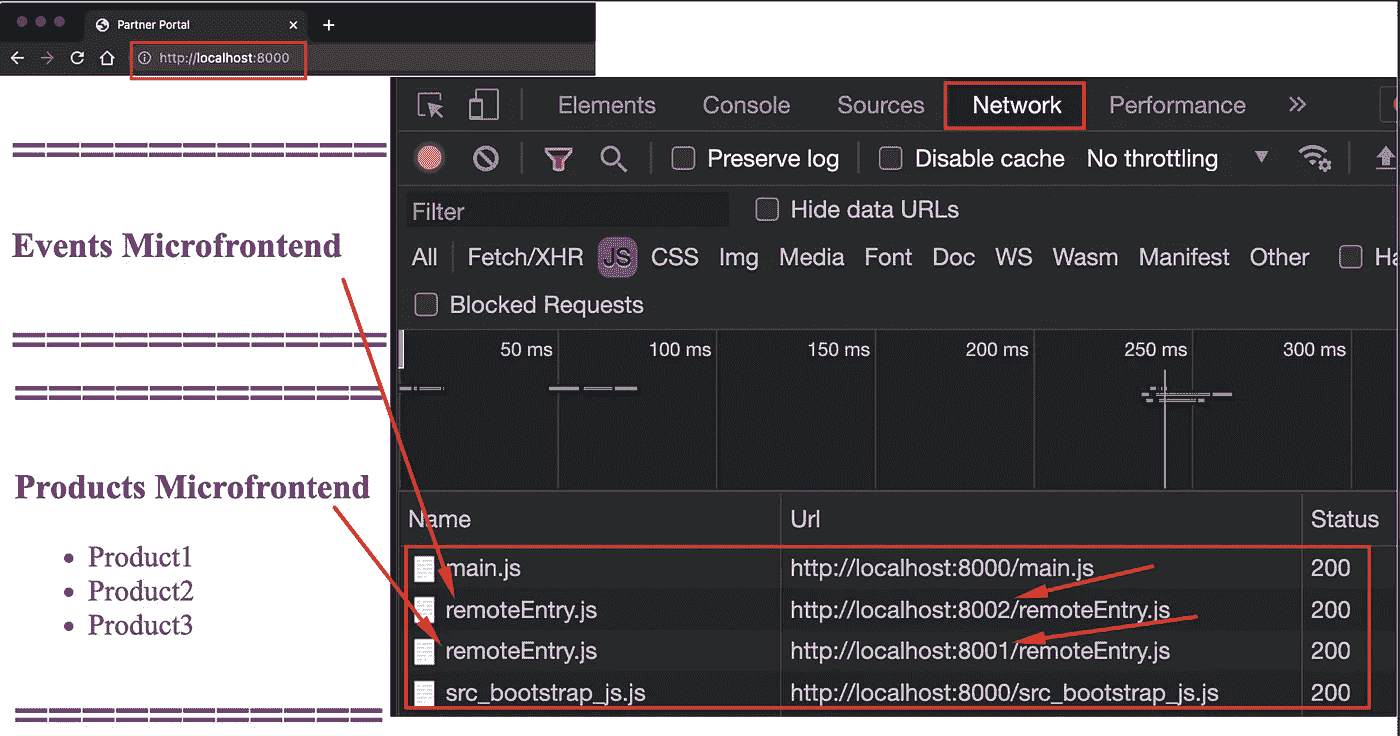 Partner Portal
http://localhost:8000
Events Microfrontend
Products Microfrontend
Product1
Product2
Product3
Elements Console Sources Network Performance
Preserve log Disable cache No throttling
Filter Hide data URLs
All Fetch/XHR JS CSS Img Media Font Doc WS Wasm Manifest Other Ha
Blocked Requests
50 ms 100 ms 150 ms 200 ms 250 ms 300 ms
Name Url Status
main.js http://localhost:8000/main.js 200
remoteEntry.js http://localhost:8002/remoteEntry.js 200
remoteEntry.js http://localhost:8001/remoteEntry.js 200
src_bootstrap_js.js http://localhost:8000/src_bootstrap_js.js 200